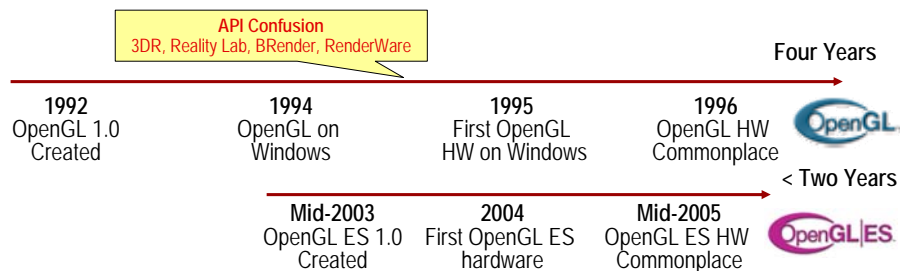 API Confusion
3DR, Reality Lab, BRender, RenderWare
Four Years
1992
OpenGL 1.0
Created
1994
OpenGL on
Windows
1995
First OpenGL
HW on Windows
1996
OpenGL HW
Commonplace
OpenGL
< Two Years
Mid-2003
OpenGL ES 1.0
Created
2004
First OpenGL ES
hardware
Mid-2005
OpenGL ES HW
Commonplace
OpenGL|ES